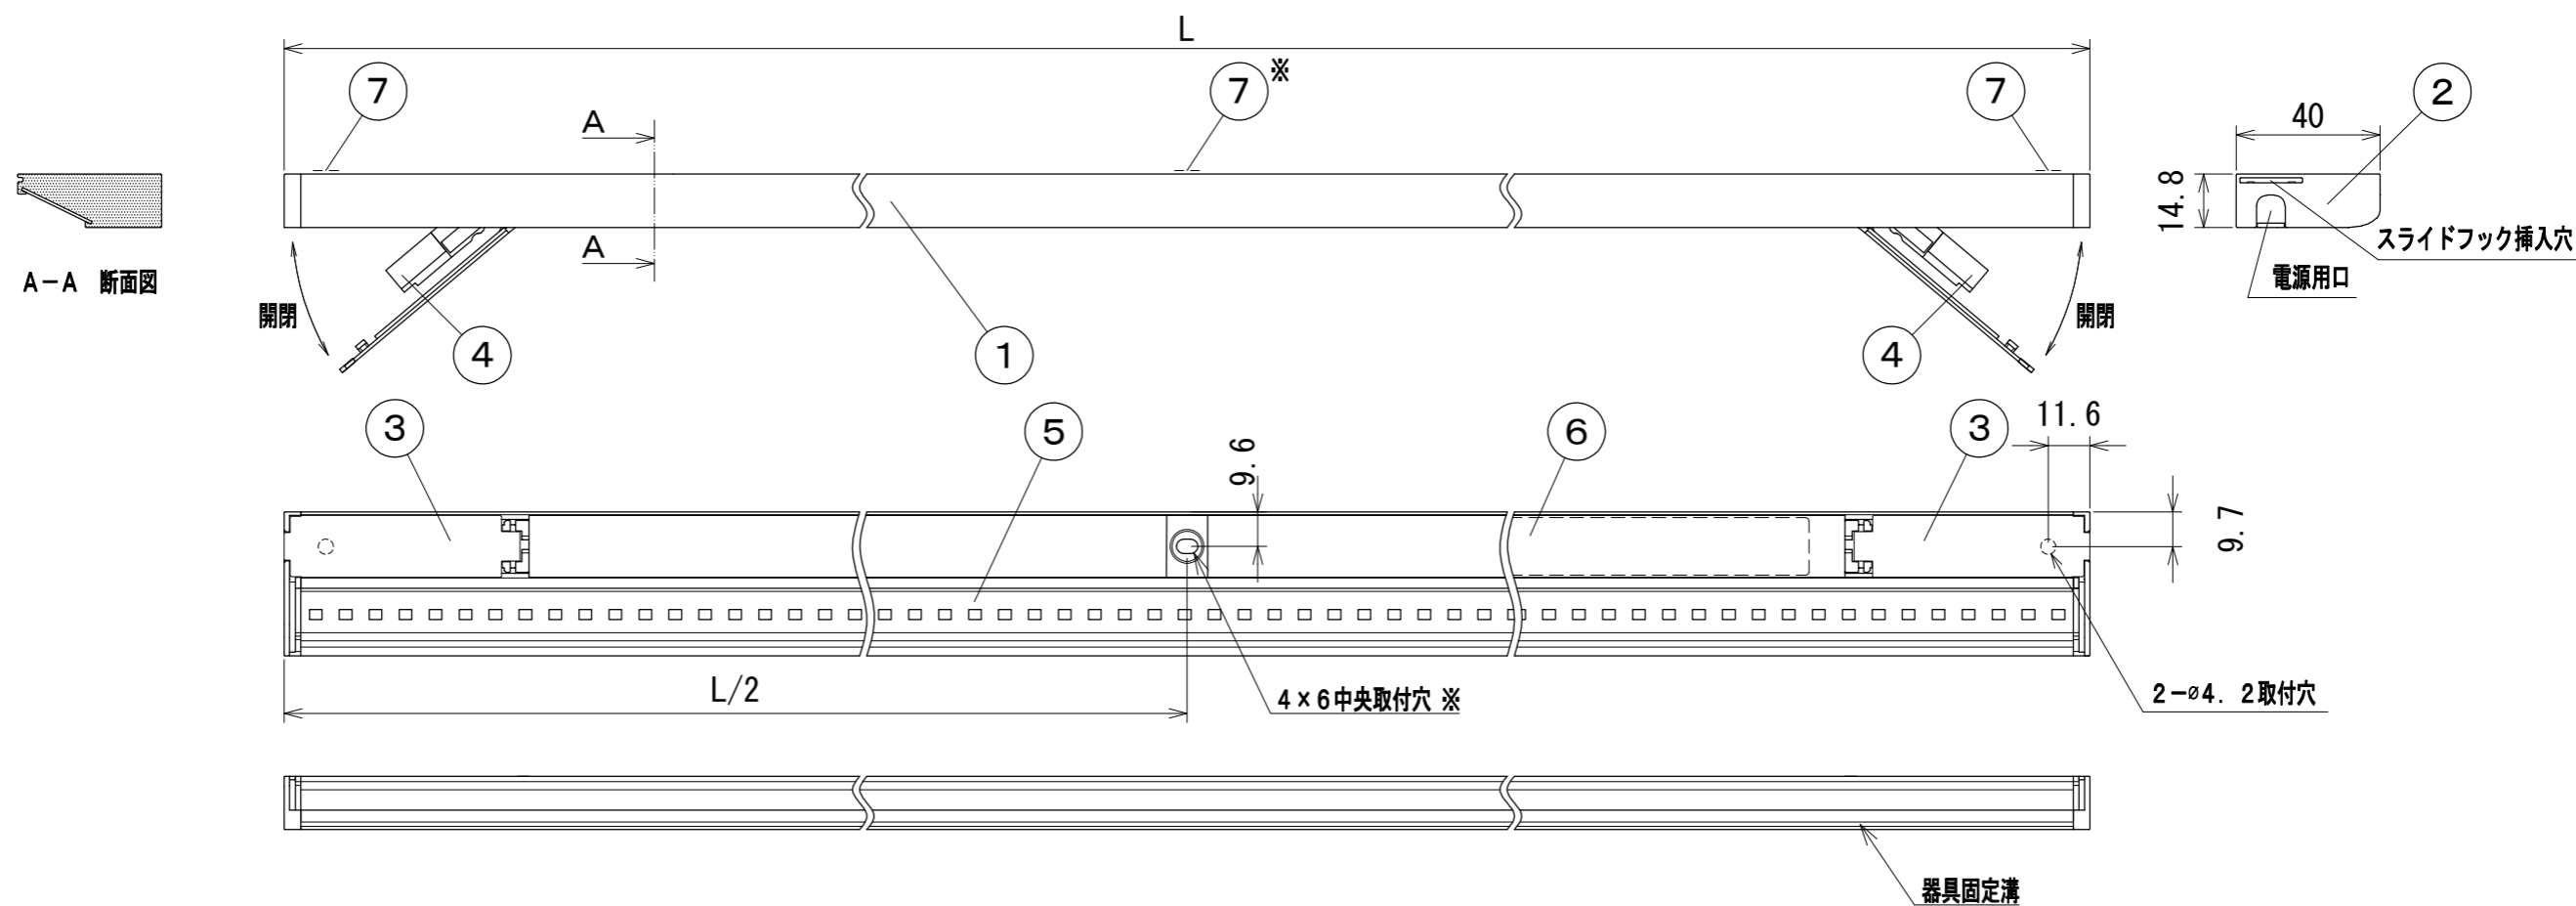 L
⑦
⑦※
⑦
②
A
40
14.8
スライドフック挿入穴
電源用口
A-A 断面図
A
開閉
④
①
④
開閉
③
⑤
9.6
⑥
③
11.6
9.7
L/2
4×6中央取付穴 ※
2-ø4.2取付穴
器具固定溝